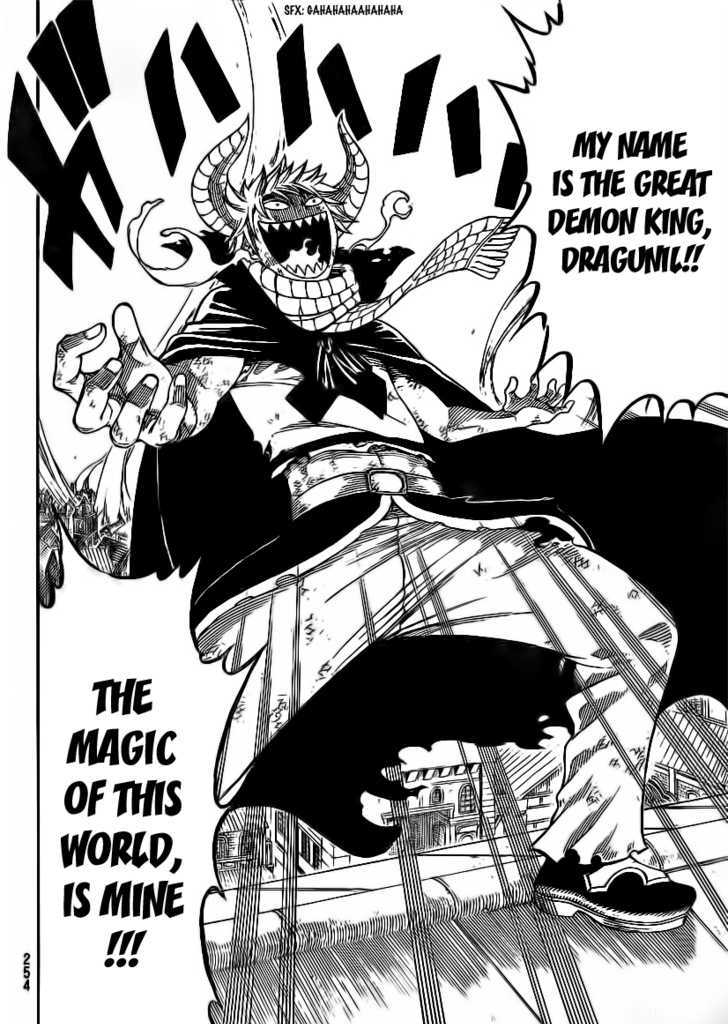 SFX: GAHAHAHAAHAHAHA
MY NAME
IS THE GREAT
DEMON KING,
DRAGUNIL!!
THE
MAGIC
OF THIS
WORLD,
IS MINE
!!!
254